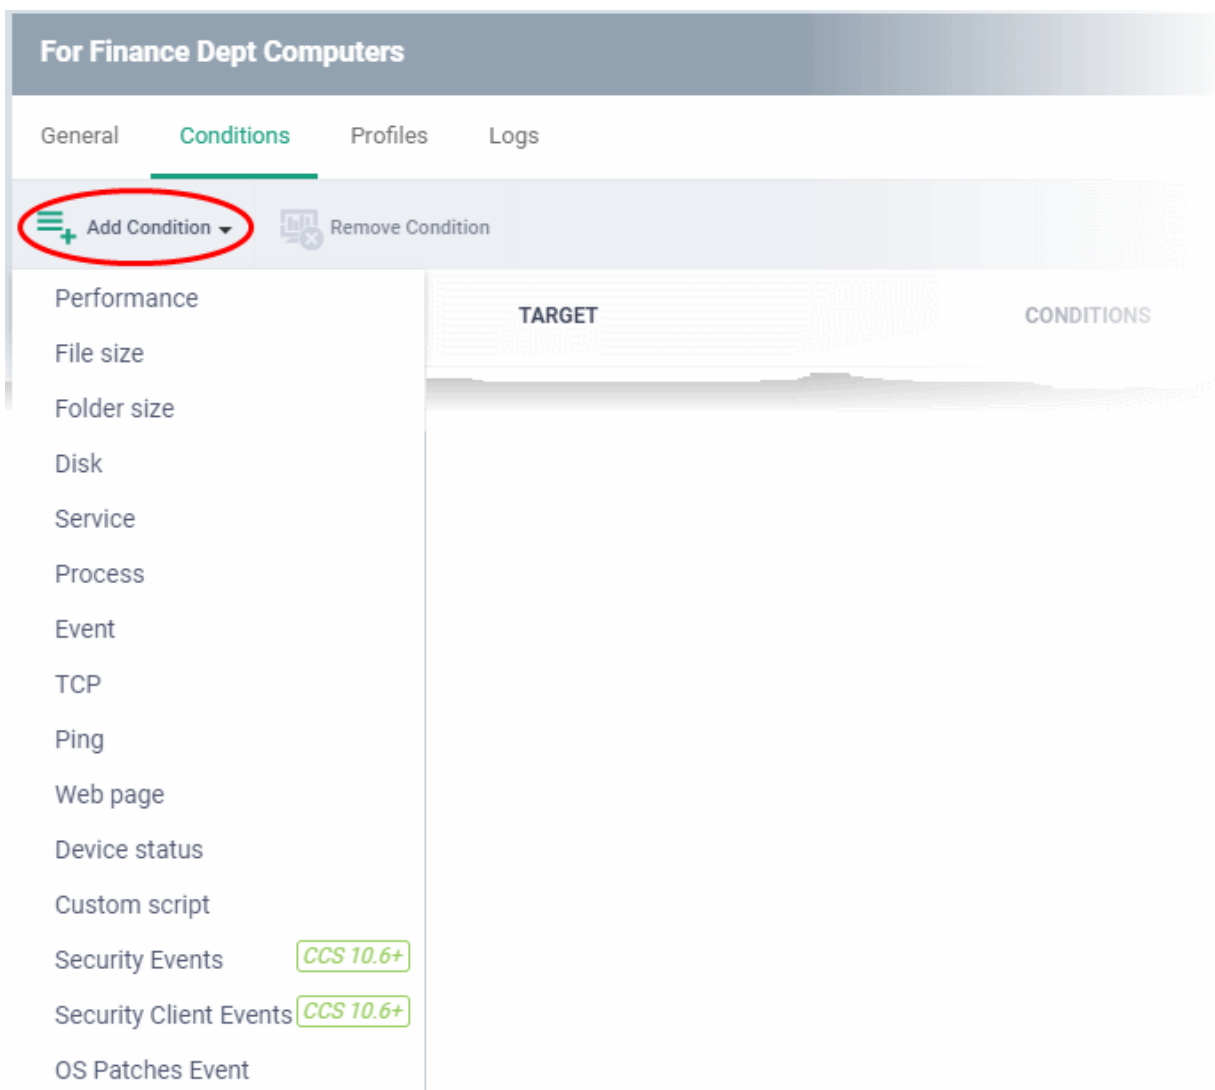 For Finance Dept Computers
General Conditions Profiles Logs
Add Condition Remove Condition
TARGET CONDITIONS
Performance
File size
Folder size
Disk
Service
Process
Event
TCP
Ping
Web page
Device status
Custom script
Security Events CCS 10.6+
Security Client Events CCS 10.6+
OS Patches Event